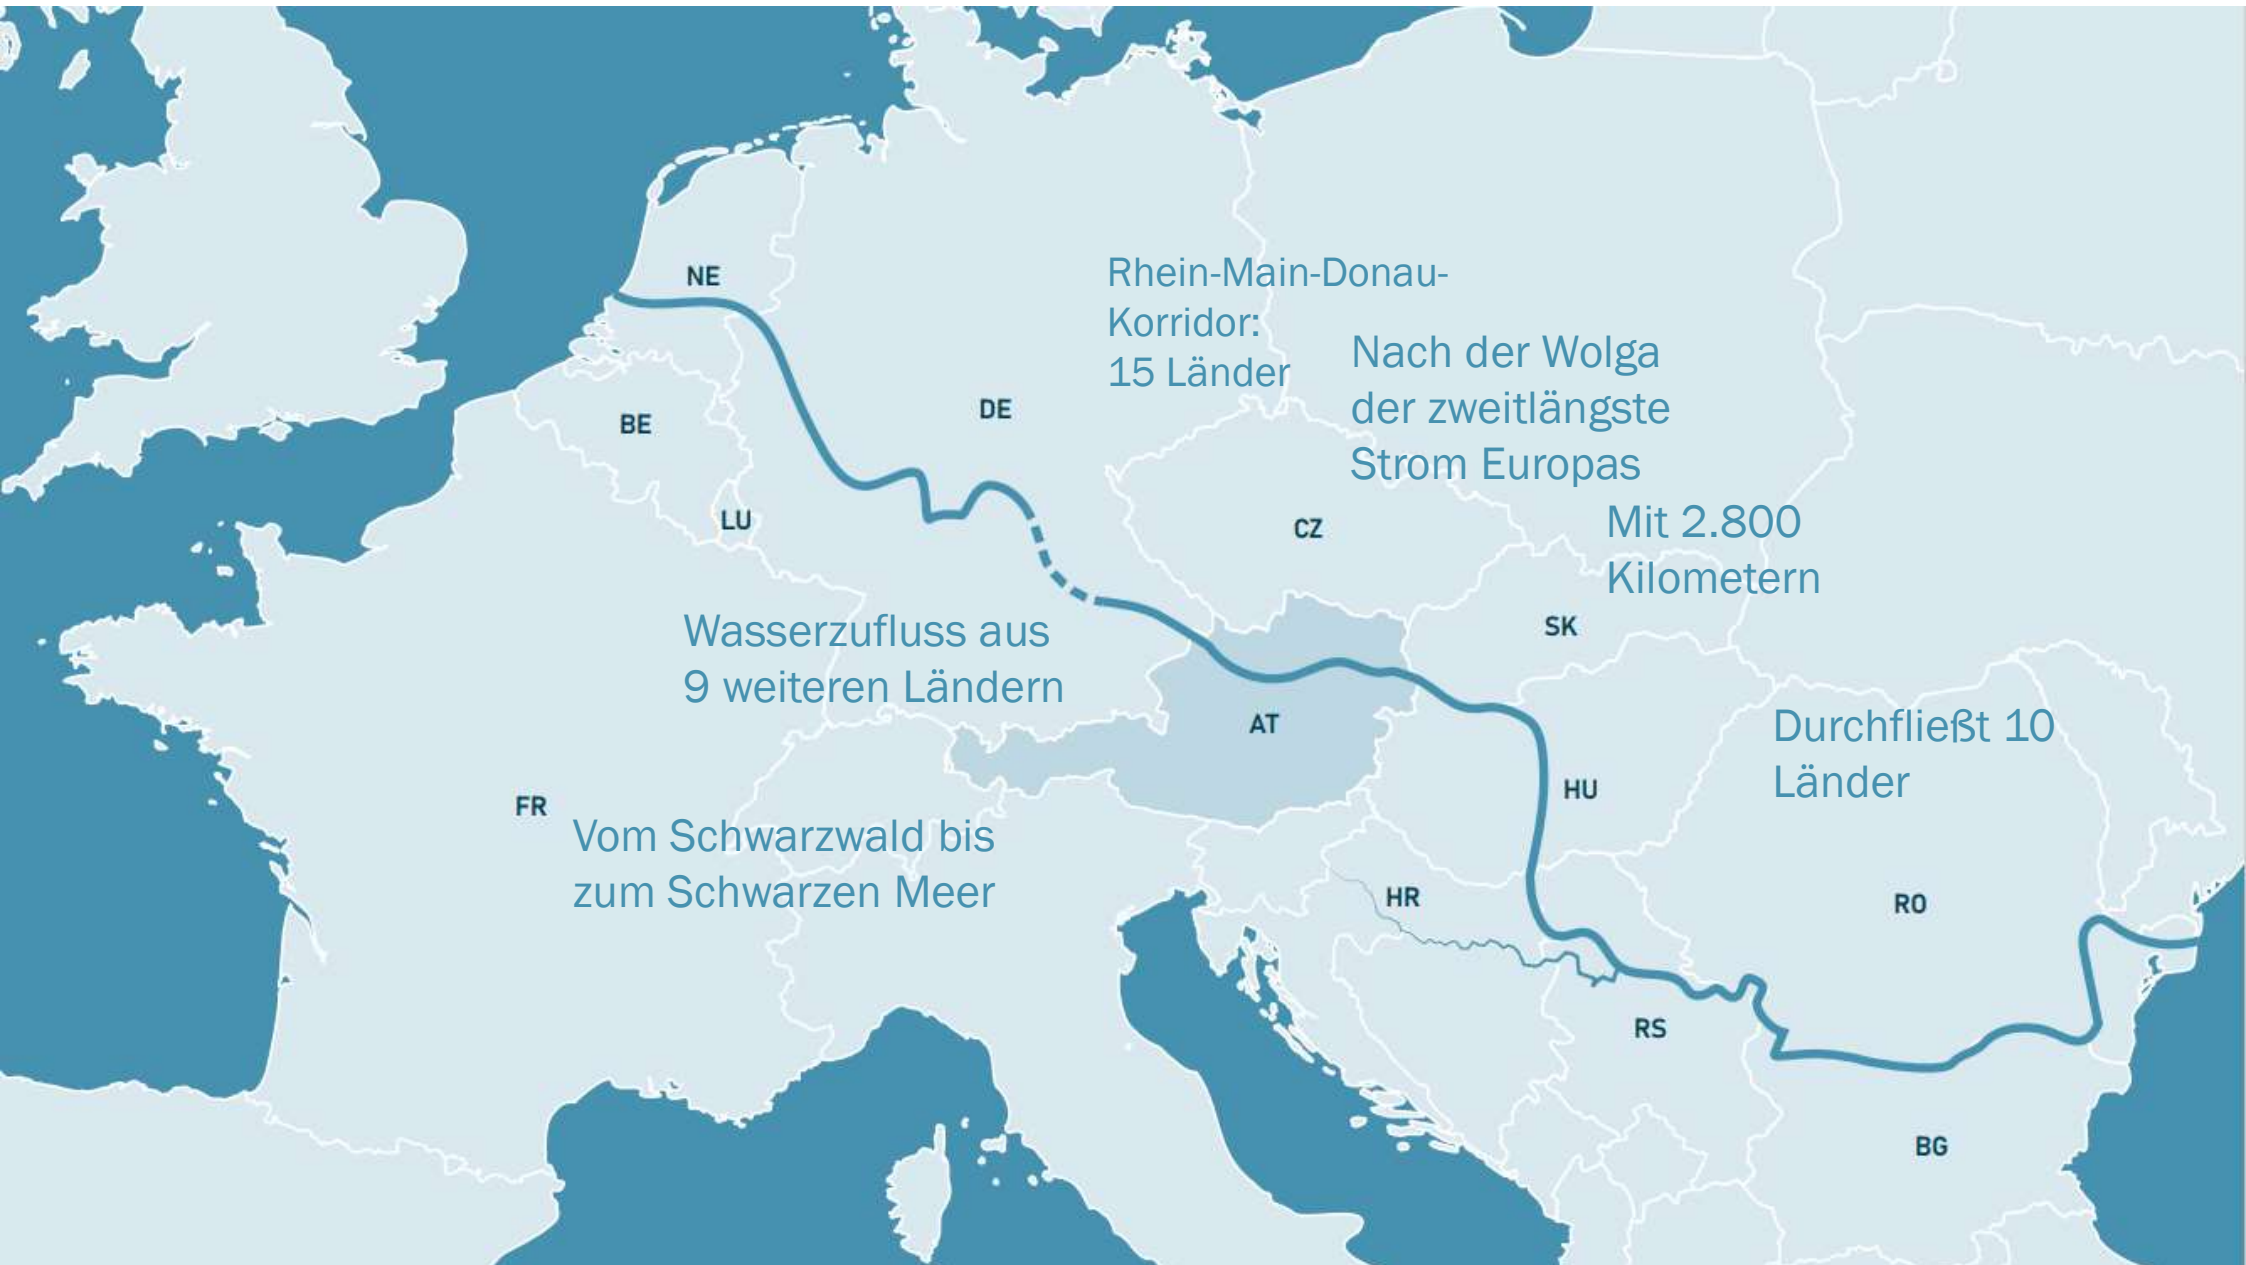 NE
Rhein-Main-Donau-
Korridor:
15 Länder
Nach der Wolga
der zweitlängste
Strom Europas
DE
BE
LU
CZ
Mit 2.800
Kilometern
SK
Wasserzufluss aus
9 weiteren Ländern
AT
Durchfließt 10
Länder
HU
FR
Vom Schwarzwald bis
zum Schwarzen Meer
HR
RO
RS
BG